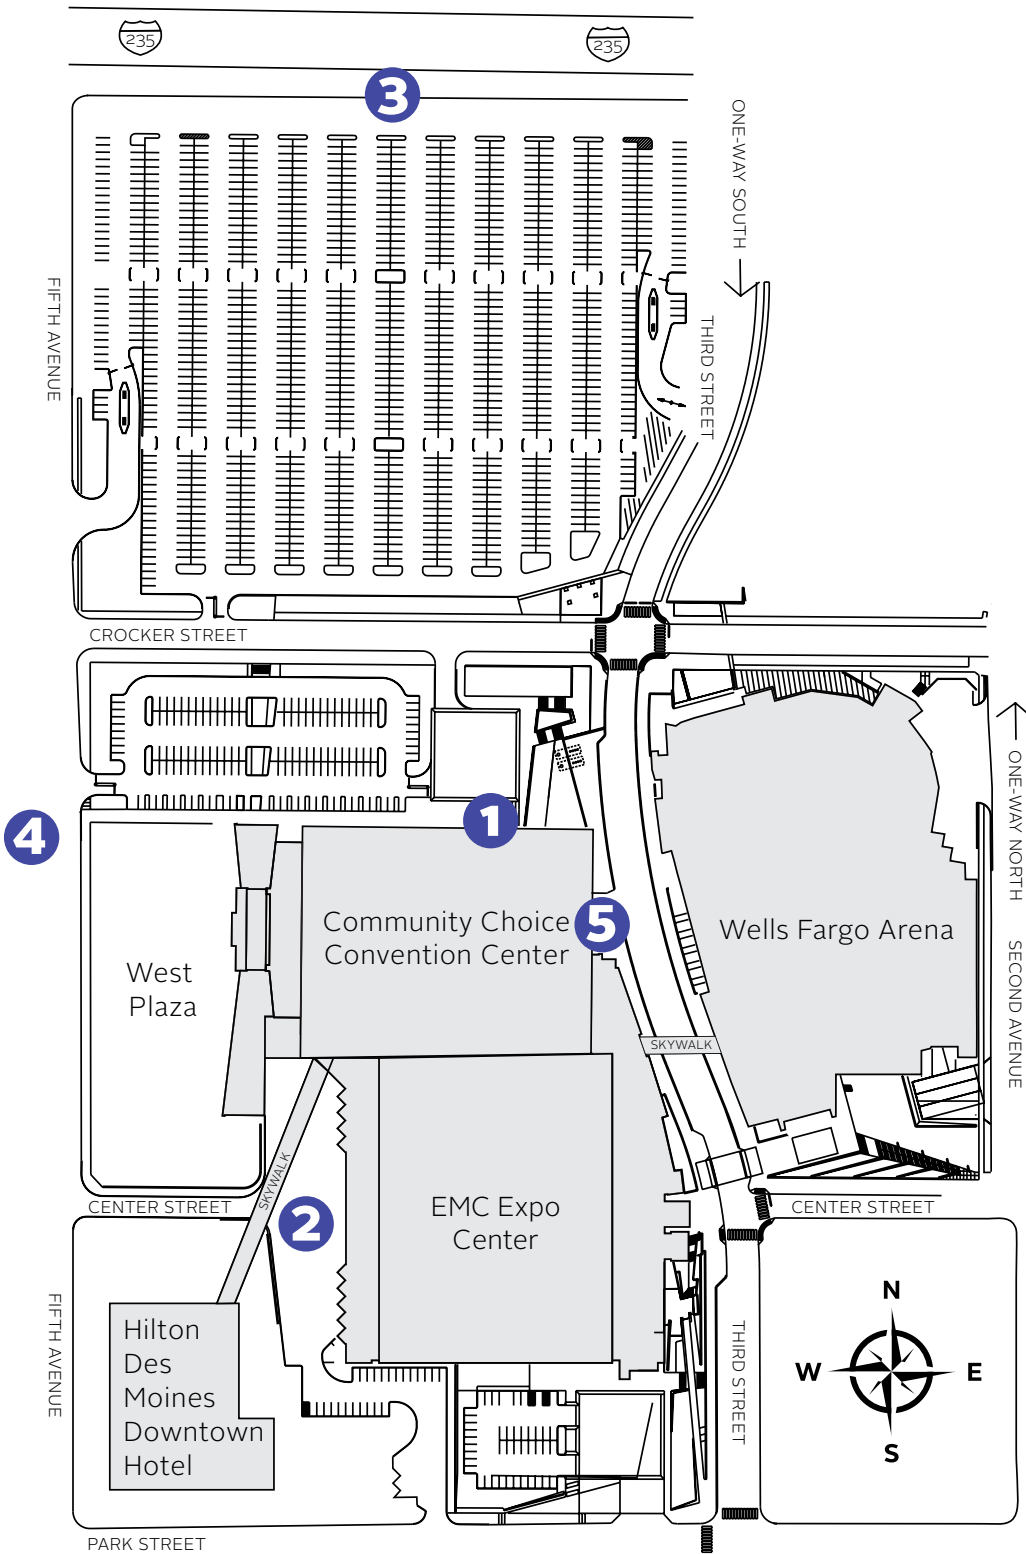 235
235
3
ONE-WAY SOUTH
FIFTH AVENUE
THIRD STREET
CROCKER STREET
1
4
ONE-WAY NORTH
Community Choice
Convention Center
5
Wells Fargo Arena
West
Plaza
SECOND AVENUE
SKYWALK
SKYWALK
CENTER STREET
2
EMC Expo
Center
CENTER STREET
N
W
E
S
FIFTH AVENUE
Hilton
Des
Moines
Downtown
Hotel
THIRD STREET
PARK STREET